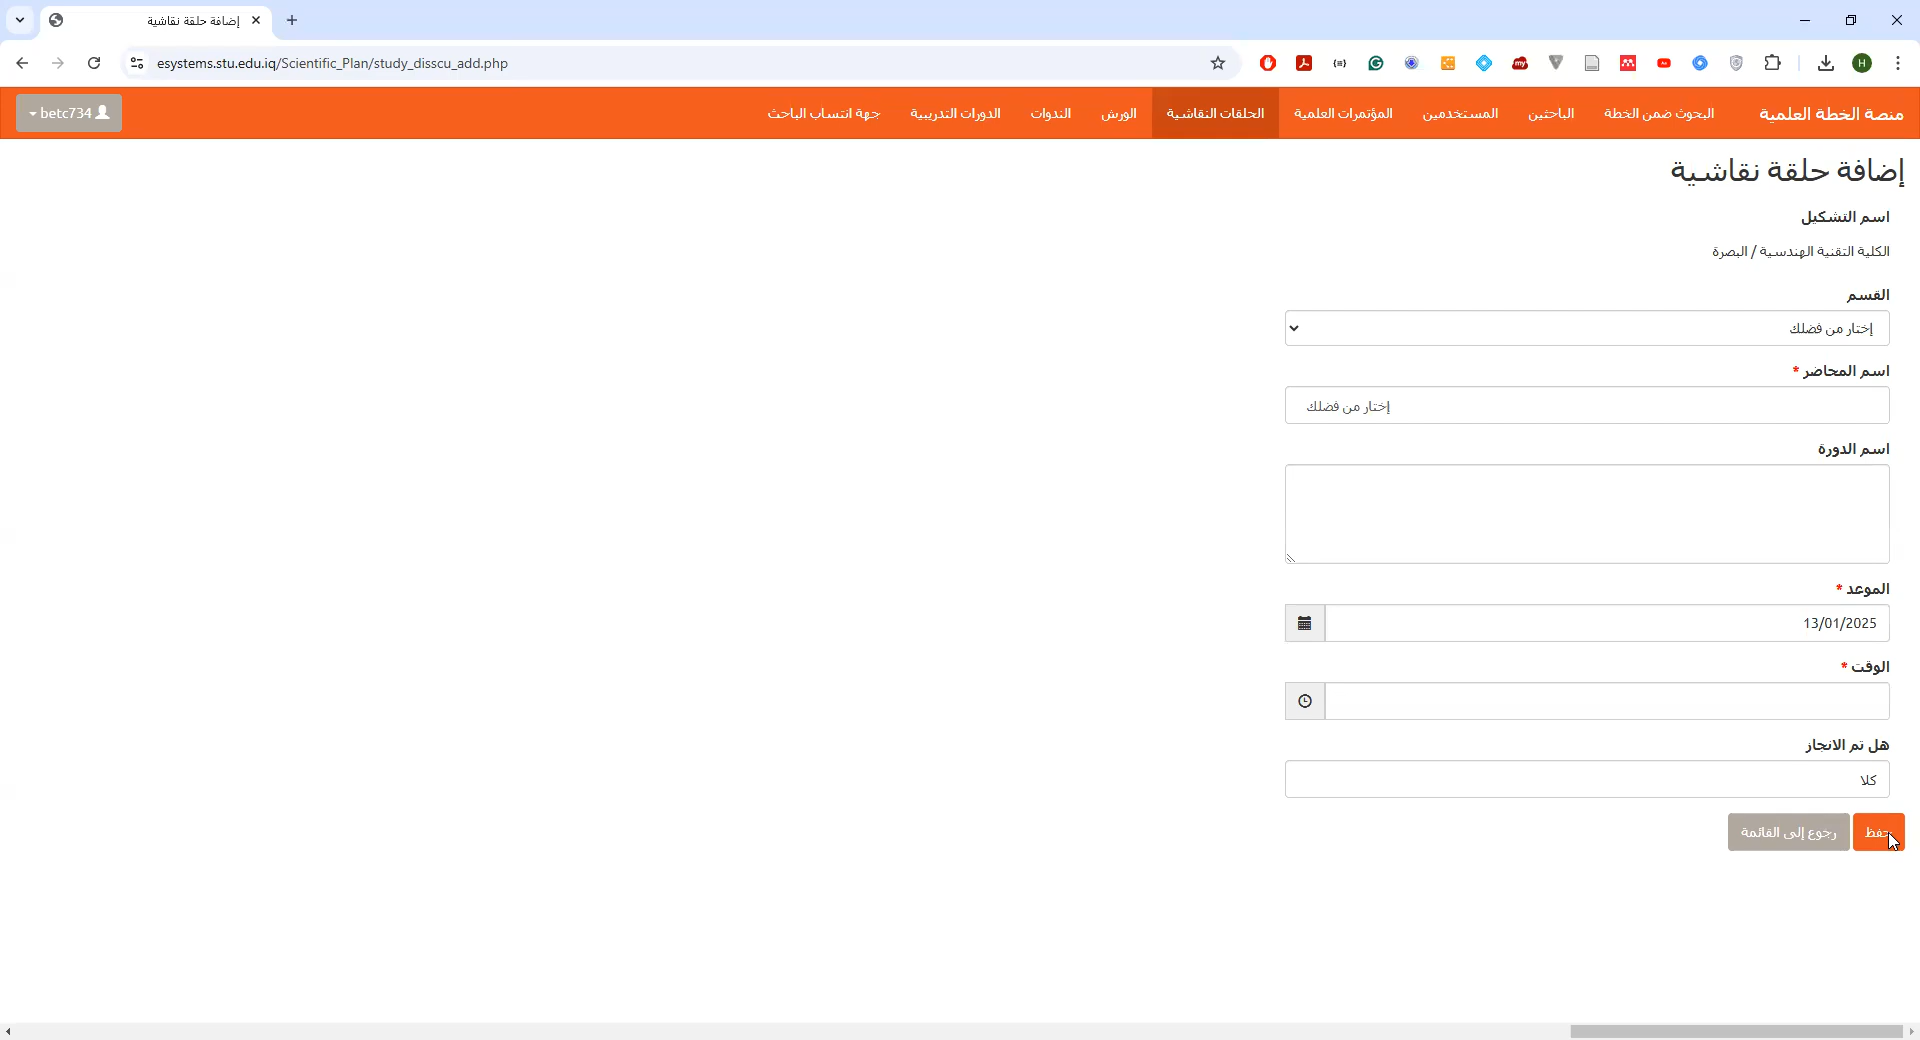 إضافة حلقة نقاشية
esystems.stu.edu.iq/Scientific_Plan/study_disscu_add.php
منصة الخطة العلمية
البحوث ضمن الخطة
الباحثين
المستخدمين
المؤتمرات العلمية
الحلقات النقاشية
الورش
الندوات
الدورات التدريبية
جهة انتساب الباحث
betc734
إضافة حلقة نقاشية
اسم التشكيل
الكلية التقنية الهندسية / البصرة
القسم
إختار من فضلك
اسم المحاضر *
إختار من فضلك
اسم الدورة
الموعد *
13/01/2025
الوقت *
هل تم الانجاز
كلا
حفظ
رجوع إلى القائمة